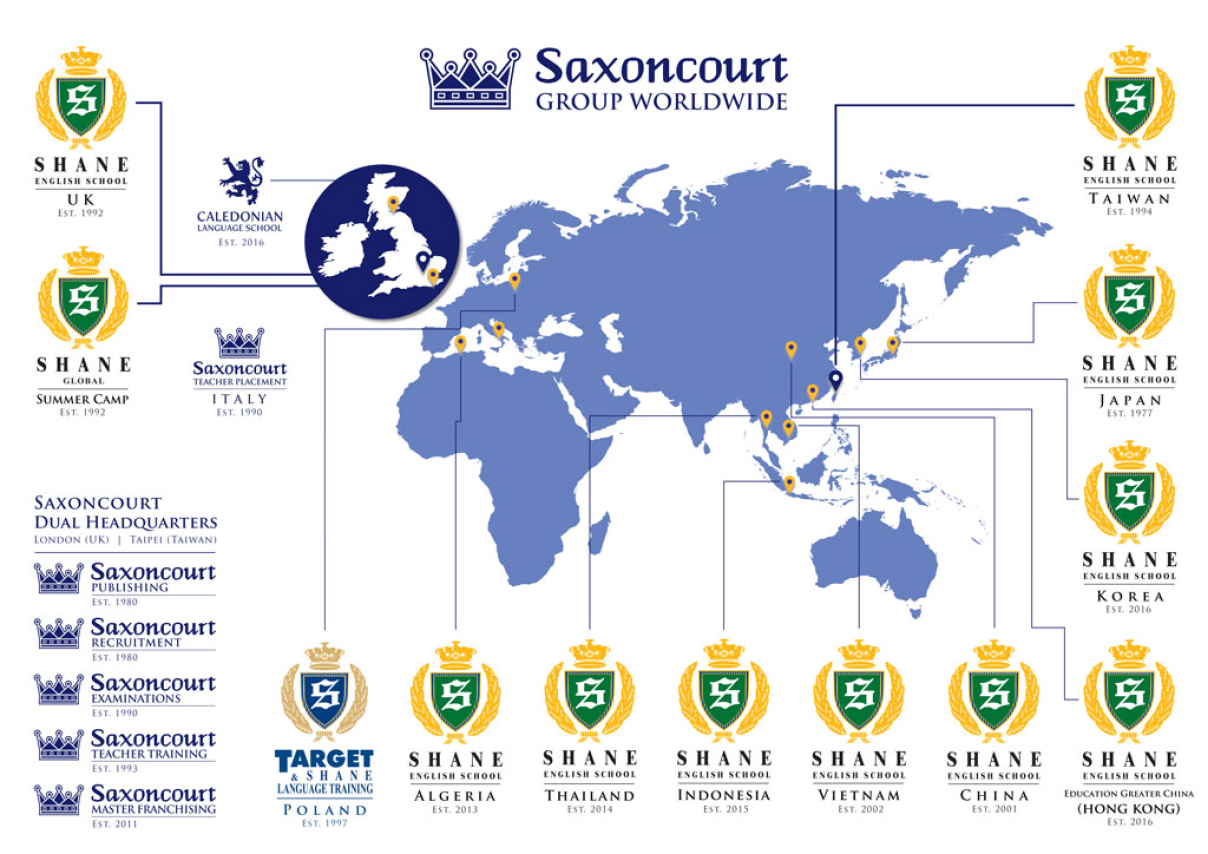 Saxoncourt
GROUP WORLDWIDE
S
SHANE
ENGLISH SCHOOL
UK
EST. 1992
CALEDONIAN
LANGUAGE SCHOOL
EST. 2016
S
SHANE
GLOBAL
SUMMER CAMP
EST. 1992
Saxoncourt
TEACHER PLACEMENT
ITALY
EST. 1990
S
SHANE
ENGLISH SCHOOL
TAIWAN
EST. 1994
S
SHANE
ENGLISH SCHOOL
JAPAN
EST. 1977
S
SHANE
ENGLISH SCHOOL
KOREA
EST. 2016
SAXONCOURT
DUAL HEADQUARTERS
LONDON (UK) | TAIPEI (TAIWAN)
Saxoncourt
PUBLISHING
EST. 1980
Saxoncourt
RECRUITMENT
EST. 1980
Saxoncourt
EXAMINATIONS
EST. 1990
Saxoncourt
TEACHER TRAINING
EST. 1993
Saxoncourt
MASTER FRANCHISING
EST. 2011
S
TARGET
& SHANE
LANGUAGE TRAINING
POLAND
EST. 1997
S
SHANE
ENGLISH SCHOOL
ALGERIA
EST. 2013
S
SHANE
ENGLISH SCHOOL
THAILAND
EST. 2014
S
SHANE
ENGLISH SCHOOL
INDONESIA
EST. 2015
S
SHANE
ENGLISH SCHOOL
VIETNAM
EST. 2002
S
SHANE
ENGLISH SCHOOL
CHINA
EST. 2001
S
SHANE
ENGLISH SCHOOL
EDUCATION GREATER CHINA
(HONG KONG)
EST. 2016